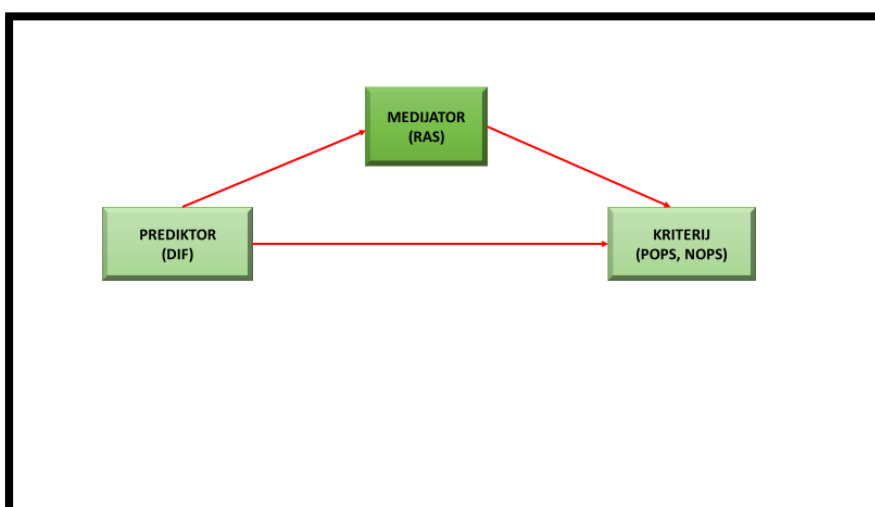 MEDIJATOR
(RAS)
PREDIKTOR
(DIF)
KRITERIJ
(POPS, NOPS)